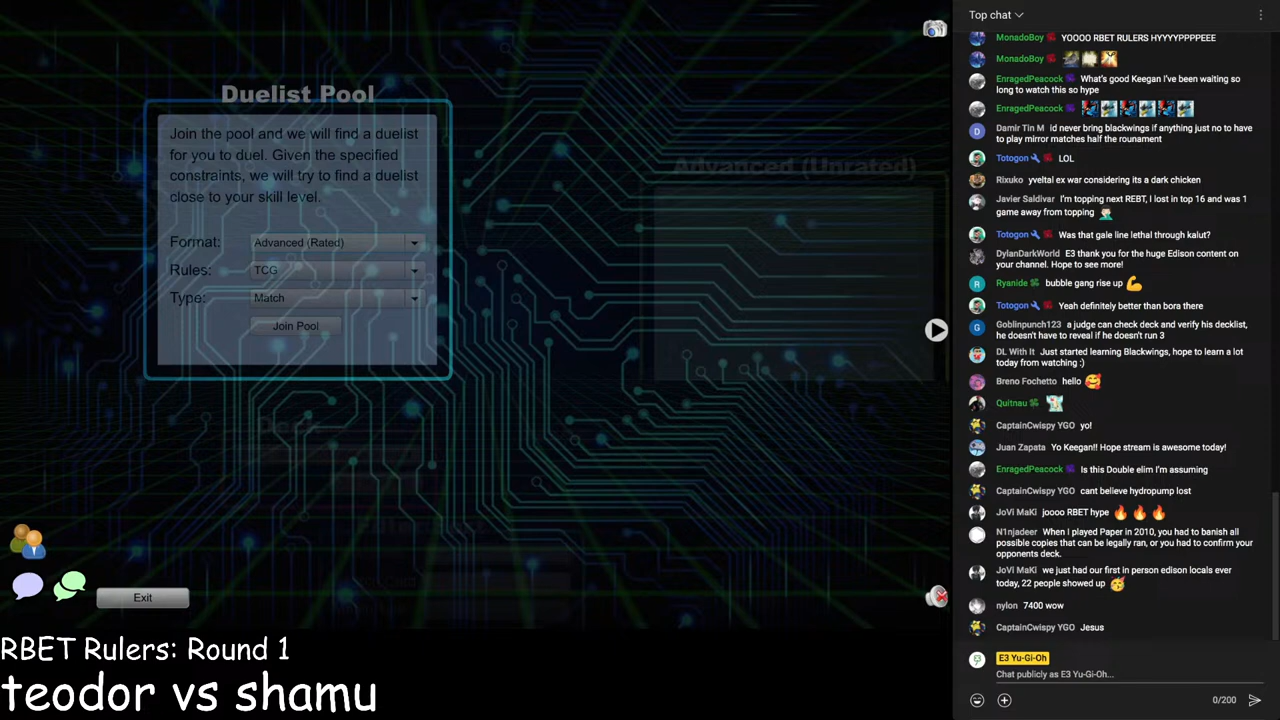 Duelist Pool
Join the pool and we will find a duelist
for you to duel. Given the specified
constraints, we will try to find a duelist
close to your skill level.
Format: Advanced (Rated)
Rules: TCG
Type: Match
Join Pool
Advanced (Unrated)
Exit
RBET Rulers: Round 1
teodor vs shamu
Top chat
MonadoBoy YOOOO RBET RULERS HYYYYPPPPEEE
MonadoBoy
EnragedPeacock What's good Keegan I've been waiting so
long to watch this so hype
EnragedPeacock
Damir Tin M id never bring blackwings if anything just no to have
to play mirror matches half the rounament
Totogon LOL
Rixuko yveltal ex war considering its a dark chicken
Javier Saldivar I'm topping next REBT, I lost in top 16 and was 1
game away from topping
Totogon Was that gale line lethal through kalut?
DylanDarkWorld E3 thank you for the huge Edison content on
your channel. Hope to see more!
Ryanide bubble gang rise up
Totogon Yeah definitely better than bora there
Goblinpunch123 a judge can check deck and verify his decklist,
he doesn't have to reveal if he doesn't run 3
DL With It Just started learning Blackwings, hope to learn a lot
today from watching :)
Breno Fochetto hello
Quitnau
CaptainCwispy YGO yo!
Juan Zapata Yo Keegan!! Hope stream is awesome today!
EnragedPeacock Is this Double elim I'm assuming
CaptainCwispy YGO cant believe hydropump lost
JoVi MaKi joooo RBET hype
N1njadeer When I played Paper in 2010, you had to banish all
possible copies that can be legally ran, or you had to confirm your
opponents deck.
JoVi MaKi we just had our first in person edison locals ever
today, 22 people showed up
nylon 7400 wow
CaptainCwispy YGO Jesus
E3 Yu-Gi-Oh
Chat publicly as E3 Yu-Gi-Oh...
0/200